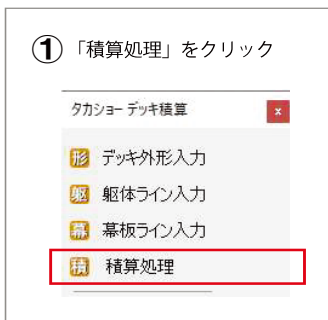 ① 「積算処理」をクリック
タカショー デッキ積算
x
形 デッキ外形入力
躯 躯体ライン入力
幕 幕板ライン入力
積 積算処理